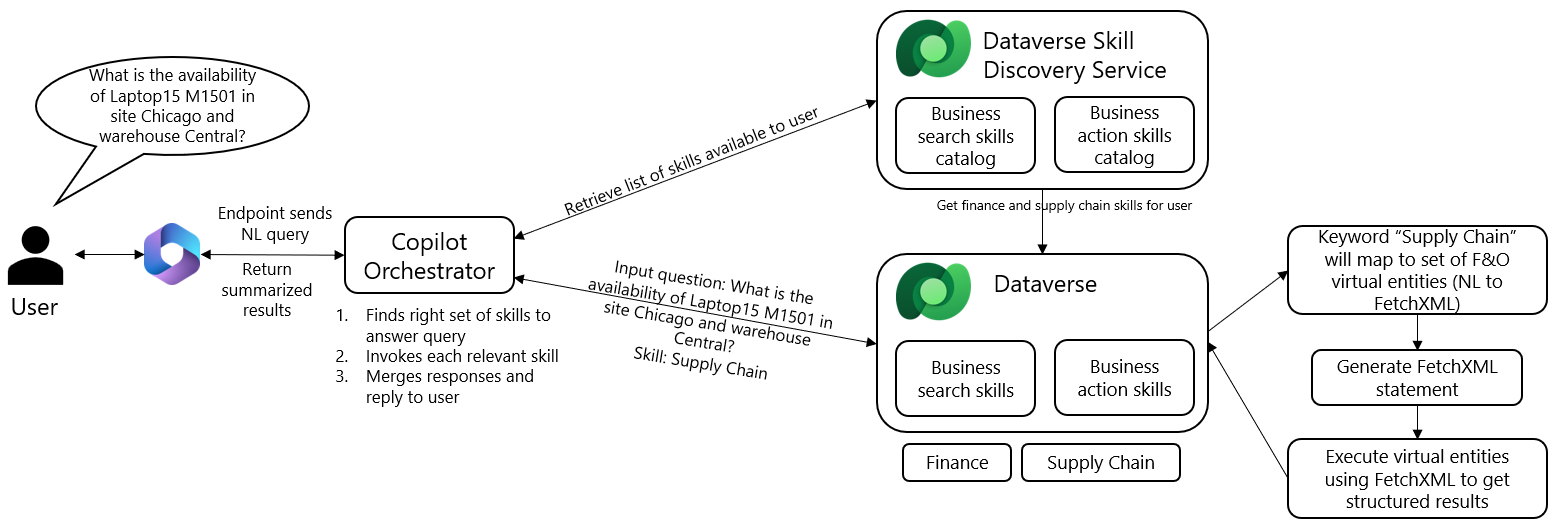 What is the availability
of Laptop15 M1501 in
site Chicago and
warehouse Central?
User
Endpoint sends
NL query
Return
summarized
results
Copilot
Orchestrator
1. Finds right set of skills to
answer query
2. Invokes each relevant skill
3. Merges responses and
reply to user
Retrieve list of skills available to user
Input question: What is the
availability of Laptop15 M1501 in
site Chicago and warehouse
Central?
Skill: Supply Chain
Dataverse Skill
Discovery Service
Business
search skills
catalog
Business
action skills
catalog
Get finance and supply chain skills for user
Dataverse
Business
search skills
Business
action skills
Finance
Supply Chain
Keyword “Supply Chain”
will map to set of F&O
virtual entities (NL to
FetchXML)
Generate FetchXML
statement
Execute virtual entities
using FetchXML to get
structured results